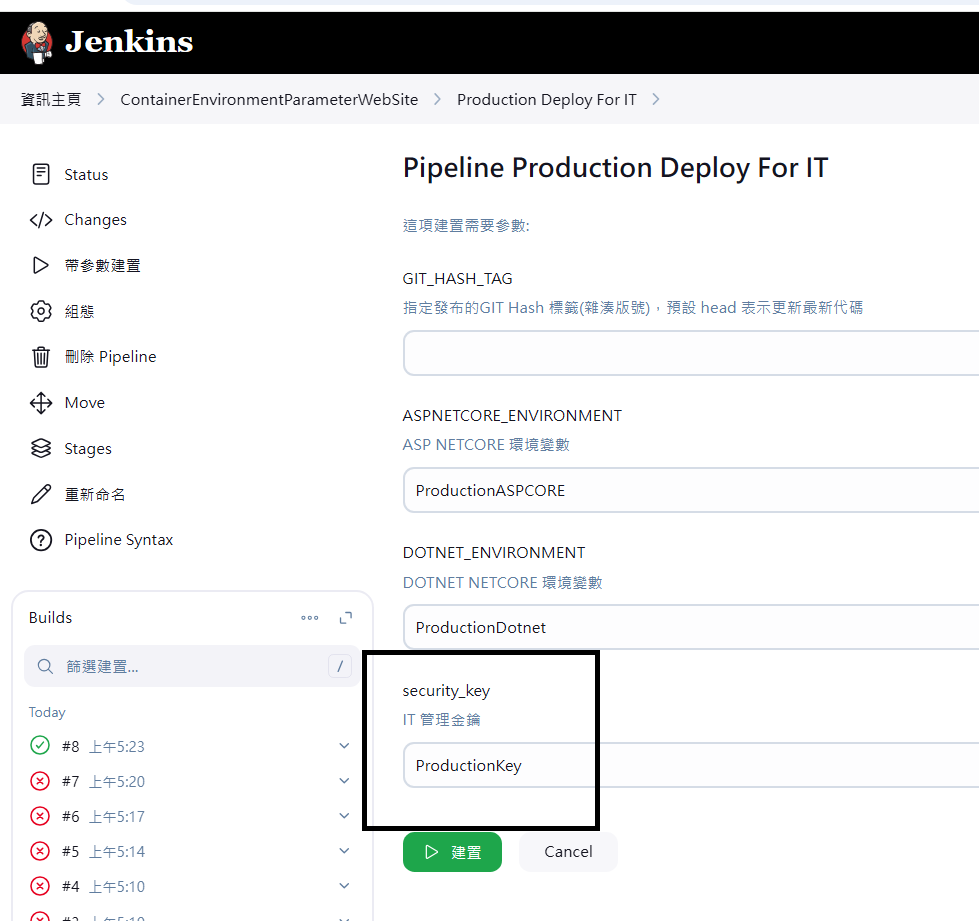 Jenkins
資訊主頁 > ContainerEnvironmentParameterWebSite > Production Deploy For IT >
Status
Changes
帶參數建置
組態
刪除 Pipeline
Move
Stages
重新命名
Pipeline Syntax
Builds
篩選建置... /
Today
#8 上午5:23
#7 上午5:20
#6 上午5:17
#5 上午5:14
#4 上午5:10
Pipeline Production Deploy For IT
這項建置需要參數:
GIT_HASH_TAG
指定發布的GIT Hash 標籤(雜湊版號)，預設 head 表示更新最新代碼
ASPNETCORE_ENVIRONMENT
ASP NETCORE 環境變數
ProductionASPCORE
DOTNET_ENVIRONMENT
DOTNET NETCORE 環境變數
ProductionDotnet
security_key
IT 管理金鑰
ProductionKey
建置 Cancel